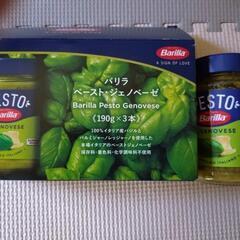 Barilla
A SIGN OF LOVE
バリラ
ペースト・ジェノベーゼ
Barilla Pesto Genovese
《190g×3本》
100%イタリア産バジルと
パルミジャーノレッジャーノを使用した
本場イタリアのペーストジェノベーゼ
保存料・着色料・化学調味料不使用
PESTO
Barilla
GENOVESE
PESTO
Barilla
GENOVESE